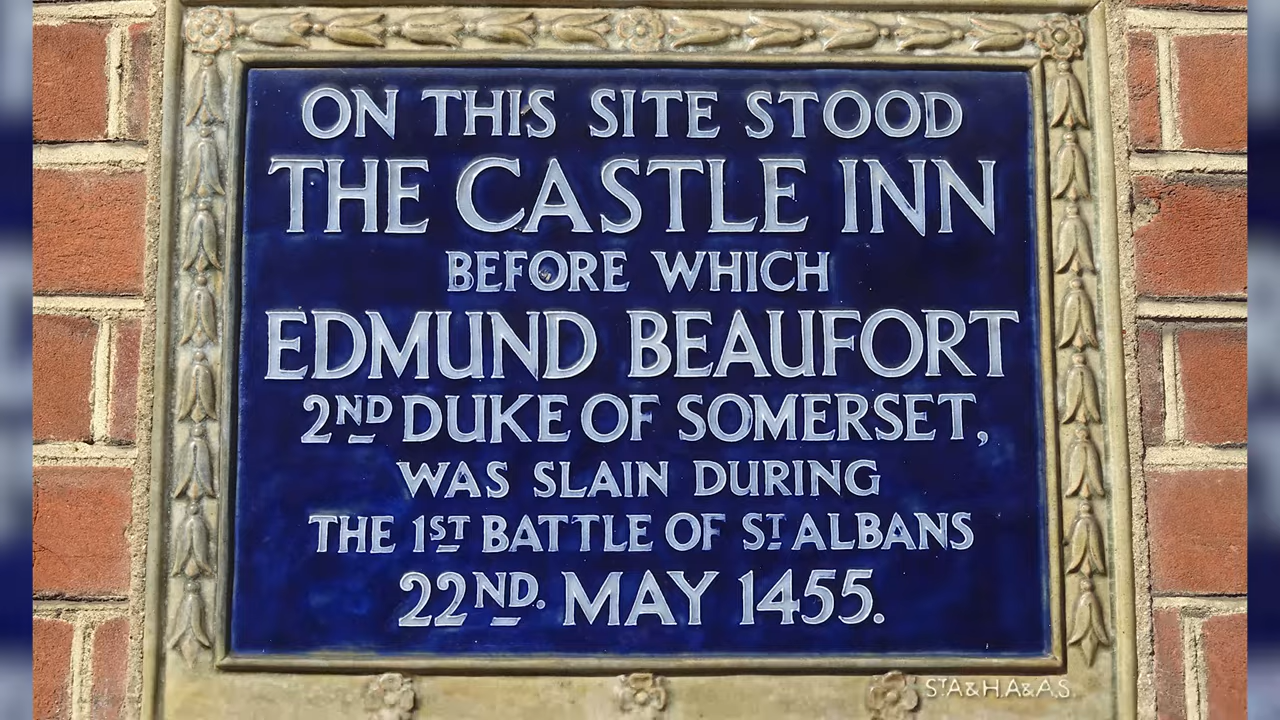 ON THIS SITE STOOD
THE CASTLE INN
BEFORE WHICH
EDMUND BEAUFORT
2ND DUKE OF SOMERSET,
WAS SLAIN DURING
THE 1ST BATTLE OF ST ALBANS
22ND. MAY 1455.
ST.A&H.A&A.S.